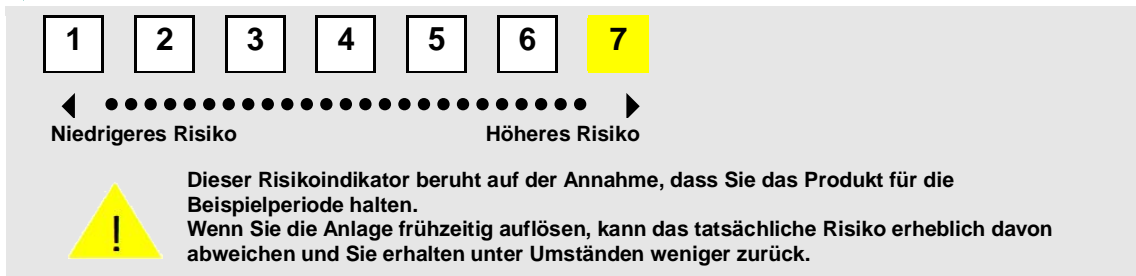 1 2 3 4 5 6 7
Niedrigeres Risiko Höheres Risiko
Dieser Risikoindikator beruht auf der Annahme, dass Sie das Produkt für die
Beispielperiode halten.
Wenn Sie die Anlage frühzeitig auflösen, kann das tatsächliche Risiko erheblich davon
abweichen und Sie erhalten unter Umständen weniger zurück.
!